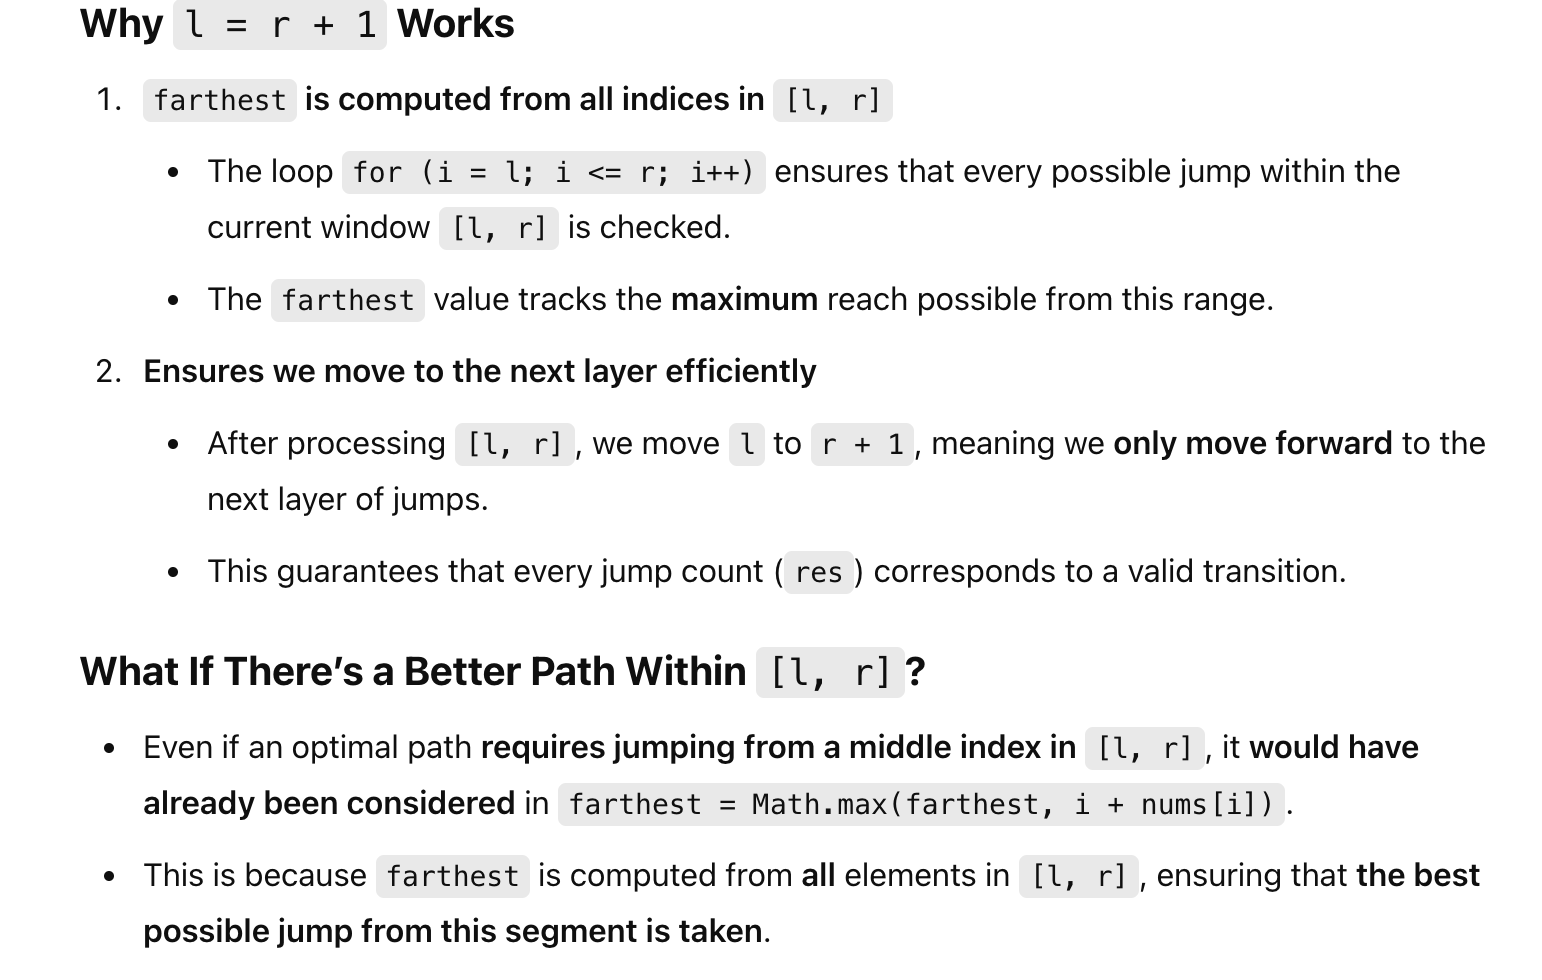 Why l = r + 1 Works
1. farthest is computed from all indices in [l, r]
• The loop for (i = l; i <= r; i++) ensures that every possible jump within the
current window [l, r] is checked.
• The farthest value tracks the maximum reach possible from this range.
2. Ensures we move to the next layer efficiently
• After processing [l, r], we move l to r + 1, meaning we only move forward to the
next layer of jumps.
• This guarantees that every jump count (res) corresponds to a valid transition.
What If There’s a Better Path Within [l, r]?
• Even if an optimal path requires jumping from a middle index in [l, r], it would have
already been considered in farthest = Math.max(farthest, i + nums[i]).
• This is because farthest is computed from all elements in [l, r], ensuring that the best
possible jump from this segment is taken.